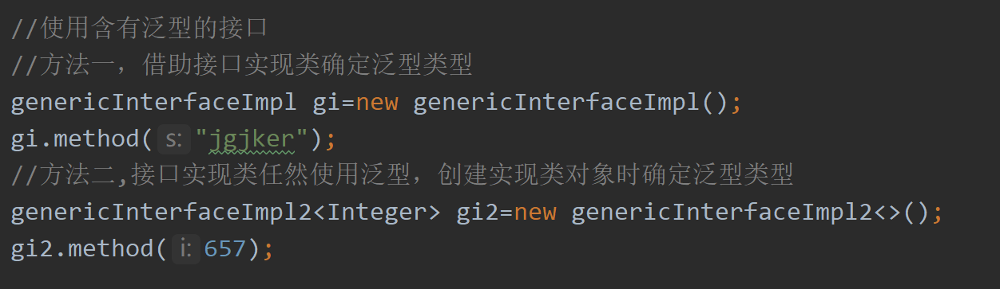 //使用含有泛型的接口
//方法一，借助接口实现类确定泛型类型
genericInterfaceImpl gi=new genericInterfaceImpl();
gi.method( s: "jgjker");
//方法二,接口实现类任然使用泛型，创建实现类对象时确定泛型类型
genericInterfaceImpl2<Integer> gi2=new genericInterfaceImpl2<>();
gi2.method( i: 657);